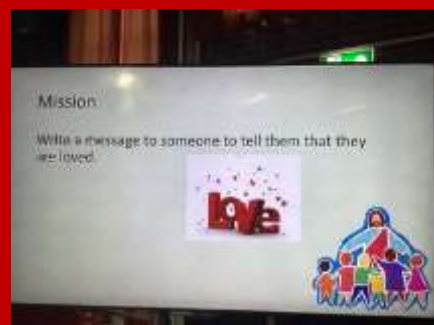 Mission
Write a message to someone to tell them that they
are loved.
love